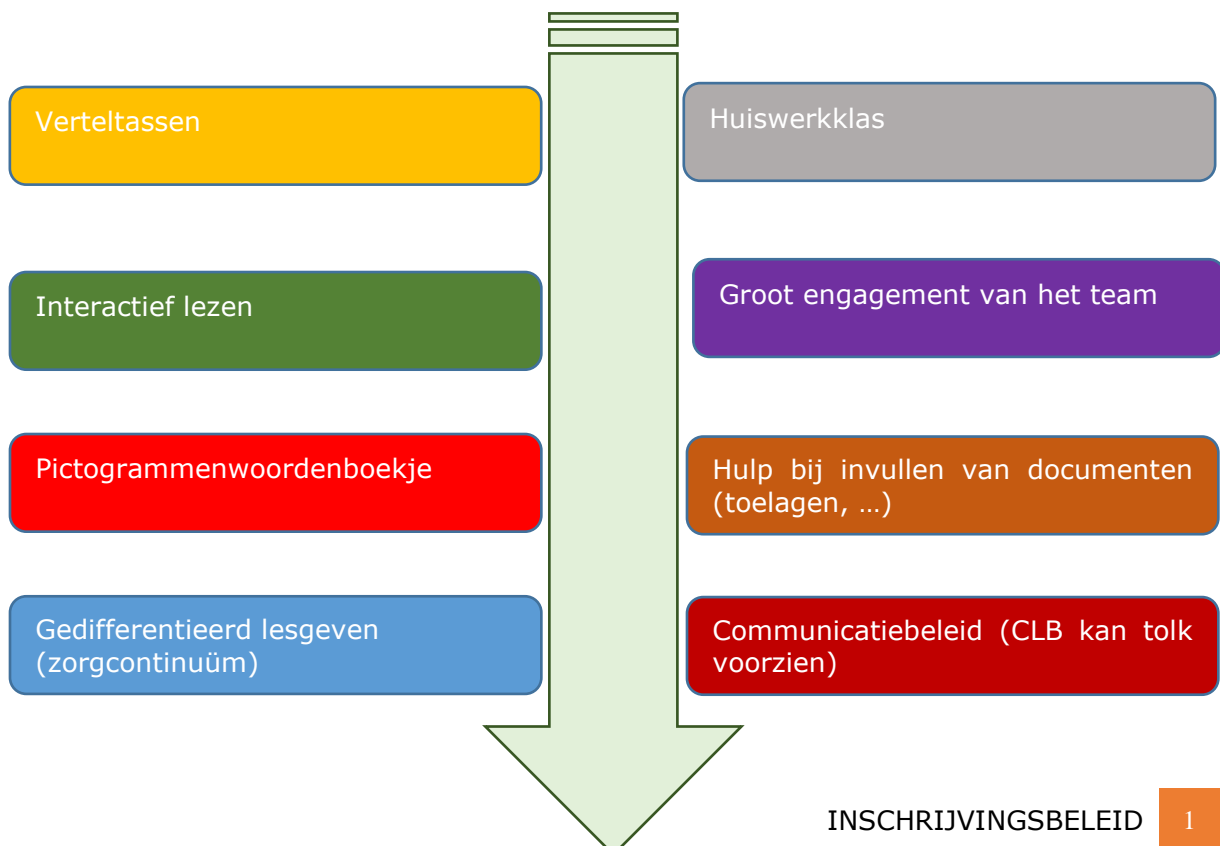 Verteltassen
Huiswerkklas
Interactief lezen
Groot engagement van het team
Pictogrammenwoordenboekje
Hulp bij invullen van documenten
(toelagen, …)
Gedifferentieerd lesgeven
(zorgcontinuüm)
Communicatiebeleid (CLB kan tolk
voorzien)
INSCHRIJVINGSBELEID 1